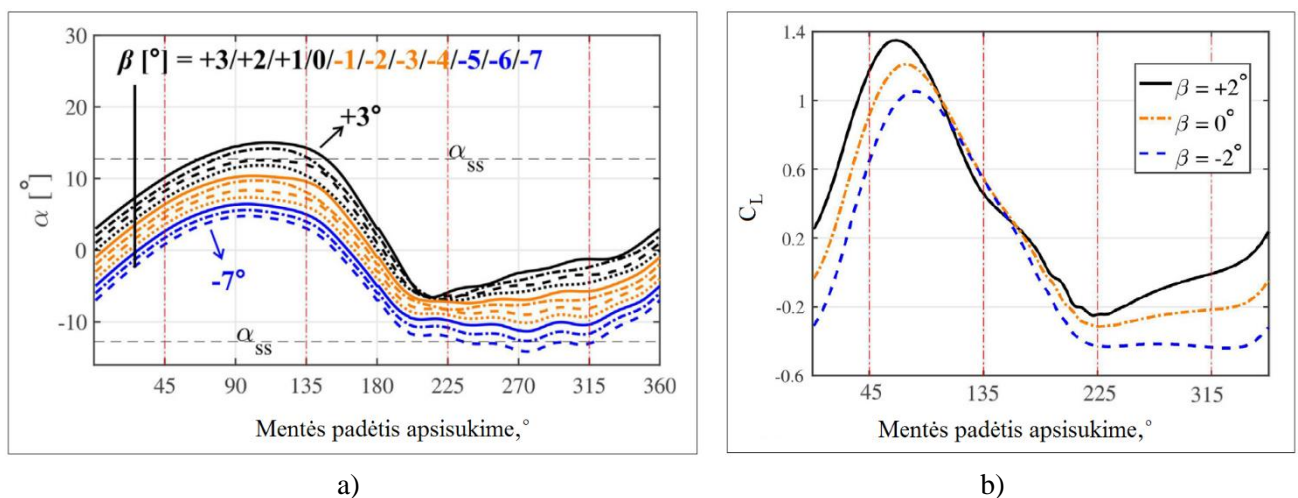 30
β [°] = +3/+2/+1/0/-1/-2/-3/-4/-5/-6/-7
20
+3°
α_ss
10
α [°]
0
-7°
-10
α_ss
45 90 135 180 225 270 315 360
Mentės padėtis apsisukime,°
a)
1.4
β = +2°
β = 0°
β = -2°
1
0.6
C_L
0.2
-0.2
-0.6
45 135 225 315
Mentės padėtis apsisukime,°
b)